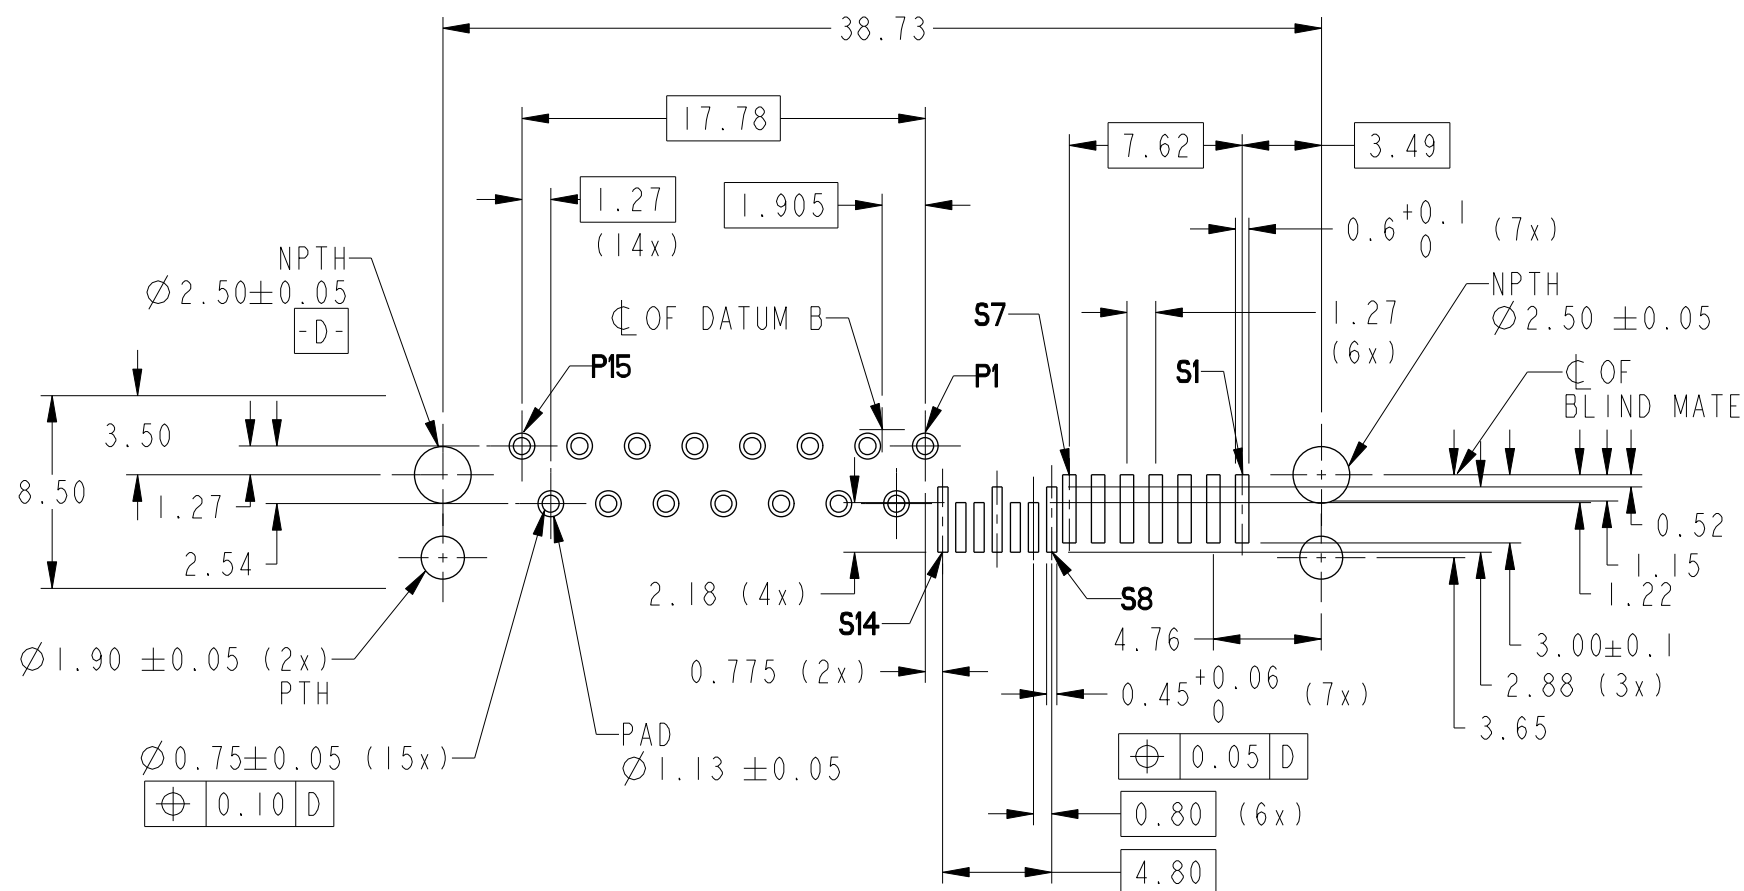 38.73
17.78
7.62
3.49
1.27
(14x)
1.905
0.6 +0.1 0 (7x)
NPTH
Ø2.50±0.05
-D-
℄ OF DATUM B
S7
1.27
(6x)
NPTH
Ø2.50 ±0.05
P15
P1
S1
℄ OF
BLIND MATE
3.50
8.50
1.27
2.54
0.52
1.15
1.22
2.18 (4x)
S14
S8
4.76
3.00±0.1
Ø1.90 ±0.05 (2x)
PTH
0.775 (2x)
0.45 +0.06 0 (7x)
2.88 (3x)
3.65
PAD
Ø1.13 ±0.05
Ø0.75±0.05 (15x)
⌖ 0.10 D
⌖ 0.05 D
0.80 (6x)
4.80